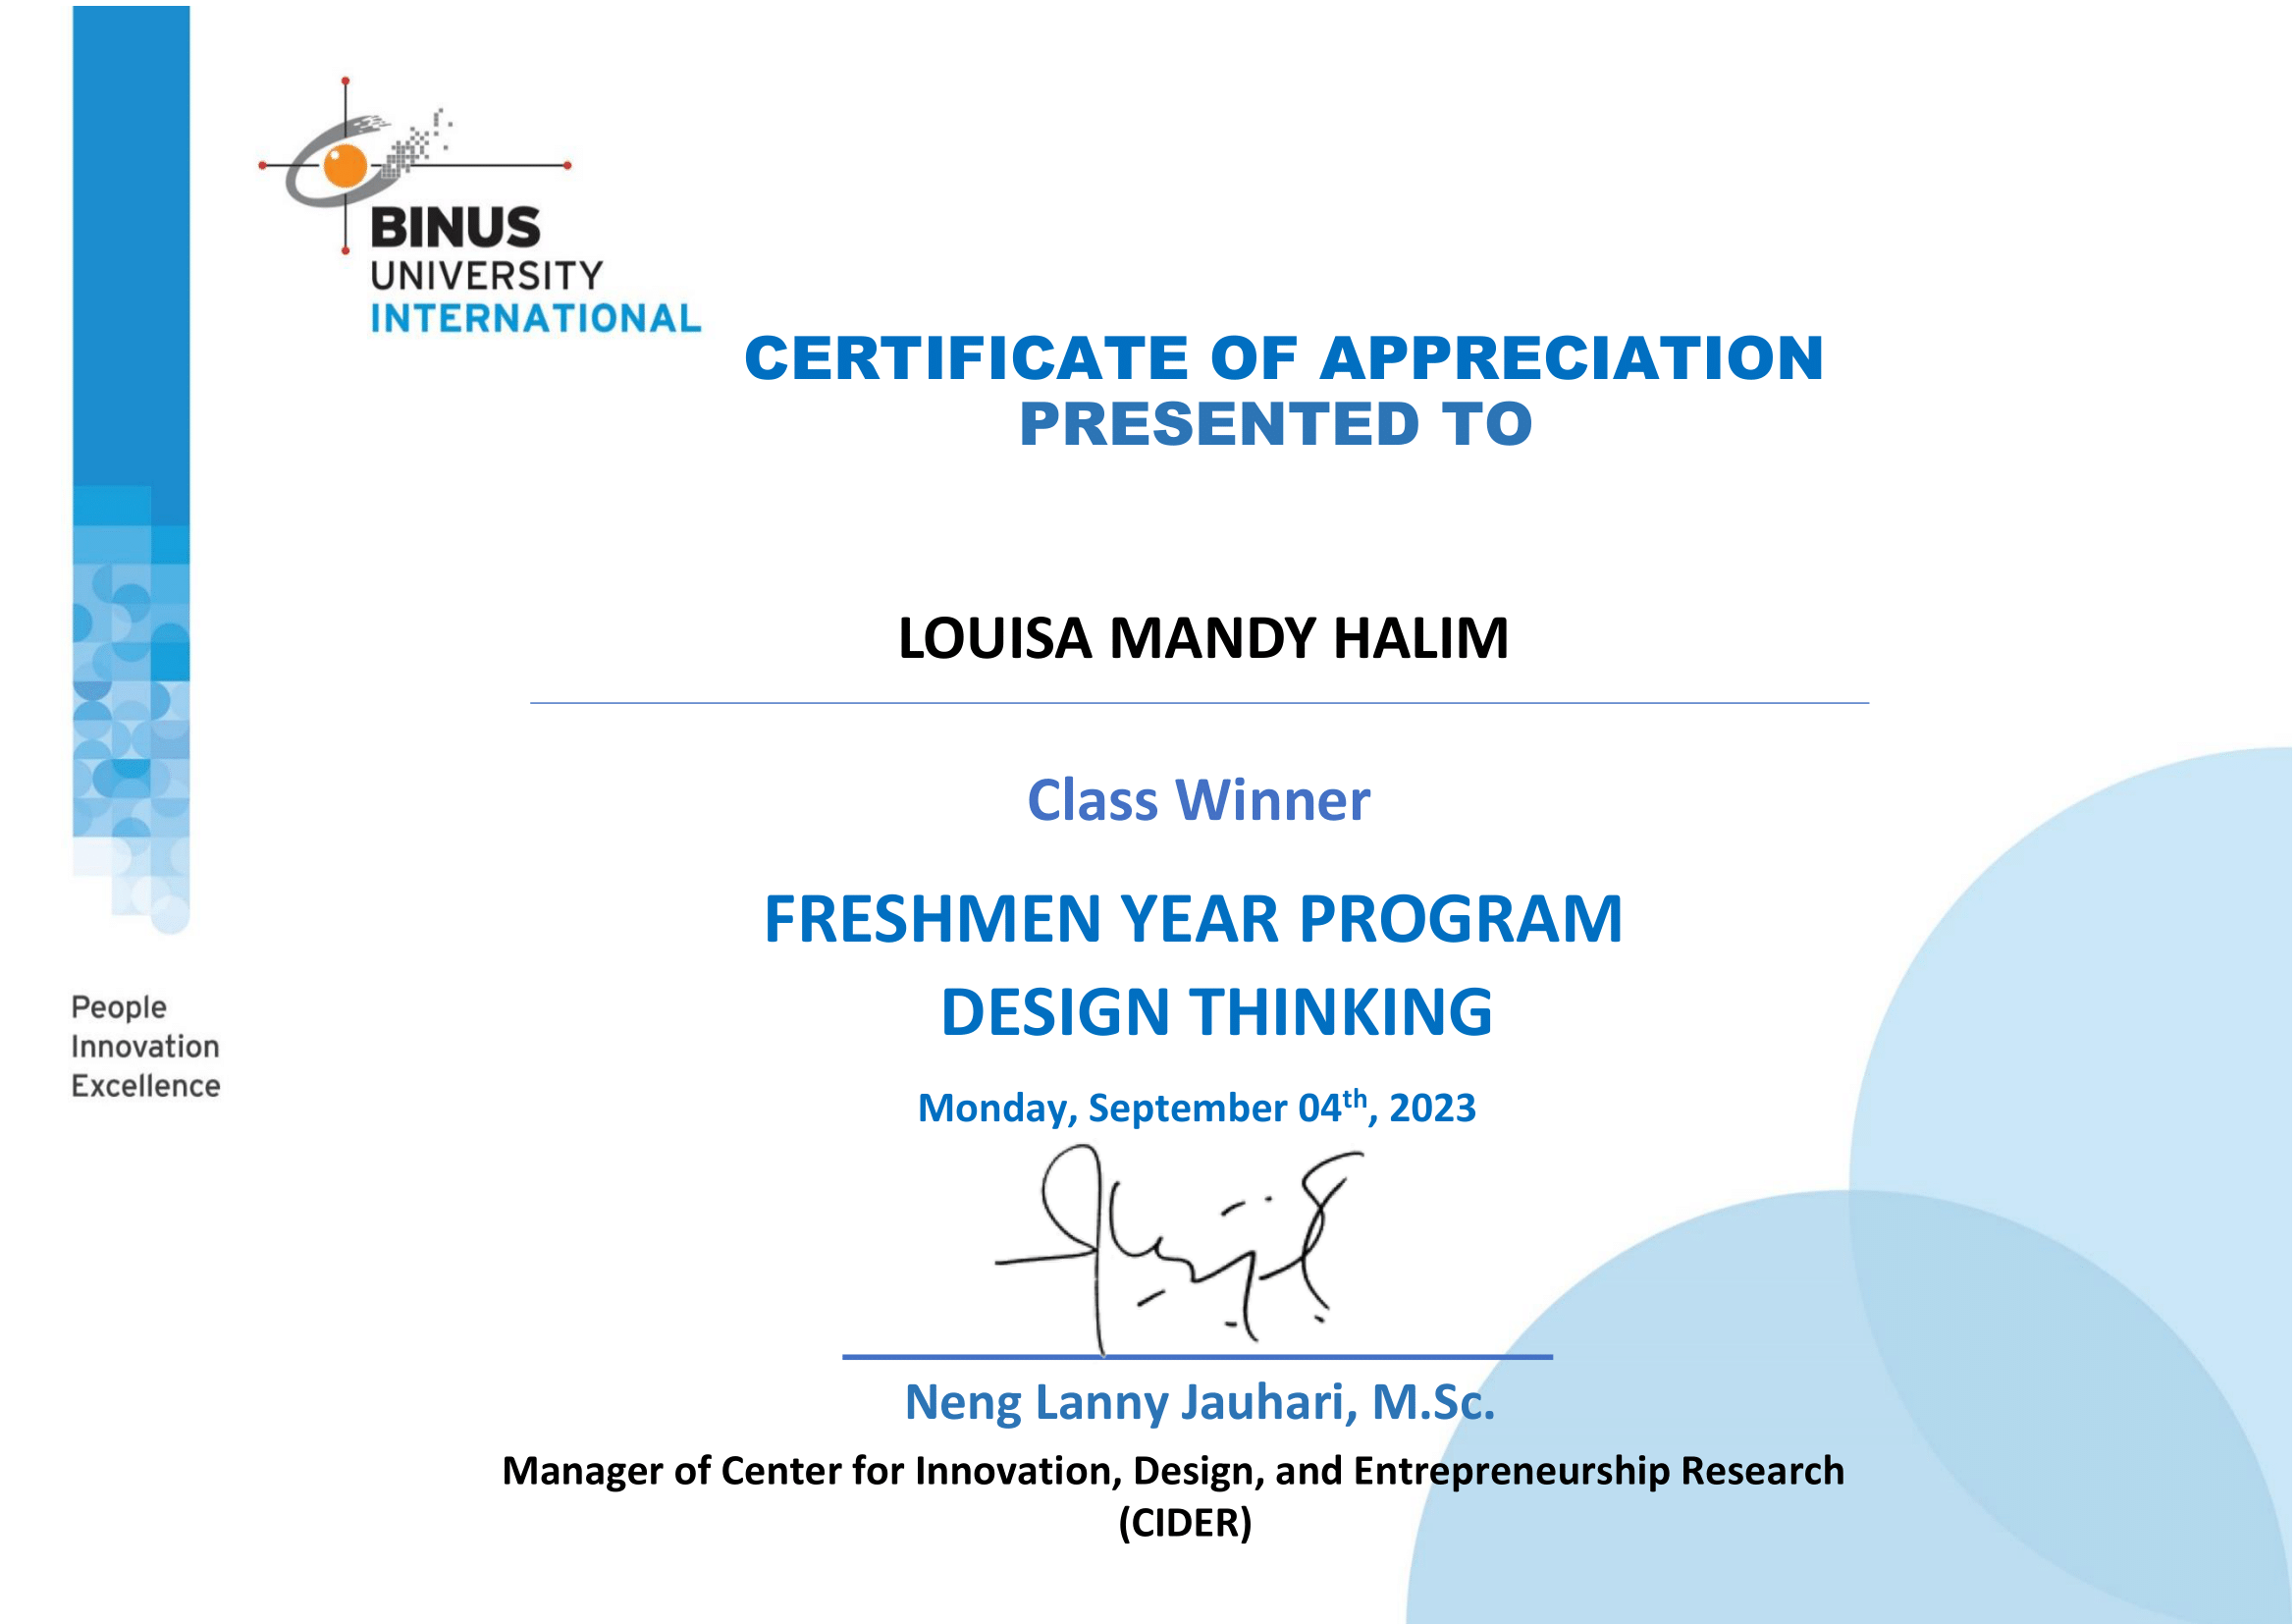 BINUS
UNIVERSITY
INTERNATIONAL
CERTIFICATE OF APPRECIATION
PRESENTED TO
LOUISA MANDY HALIM
Class Winner
FRESHMEN YEAR PROGRAM
DESIGN THINKING
People
Innovation
Excellence
Monday, September 04th, 2023
Neng Lanny Jauhari, M.Sc.
Manager of Center for Innovation, Design, and Entrepreneurship Research
(CIDER)